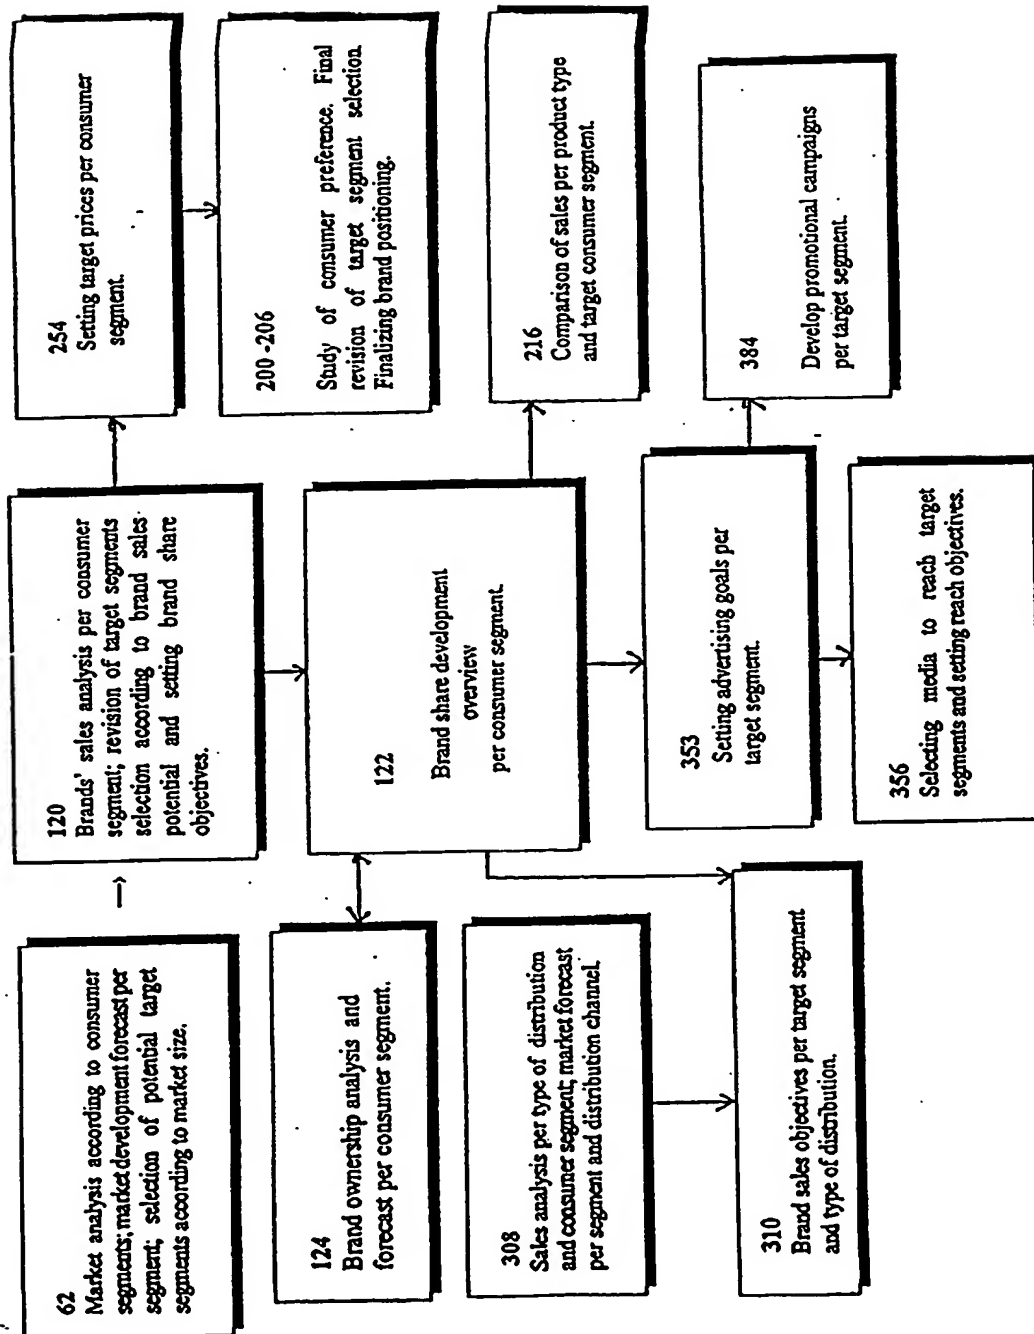 62
Market analysis according to consumer
segments; market development forecast per
segment; selection of potential target
segments according to market size.
120
Brands' sales analysis per consumer
segment; revision of target segments
selection according to brand sales
potential and setting brand share
objectives.
254
Setting target prices per consumer
segment.
200-206
Study of consumer preference. Final
revision of target segment selection.
Finalizing brand positioning.
124
Brand ownership analysis and
forecast per consumer segment.
122
Brand share development
overview
per consumer segment.
216
Comparison of sales per product type
and target consumer segment.
308
Sales analysis per type of distribution
and consumer segment; market forecast
per segment and distribution channel.
353
Setting advertising goals per
target segment.
384
Develop promotional campaigns
per target segment.
310
Brand sales objectives per target segment
and type of distribution.
356
Selecting media to reach target
segments and setting reach objectives.